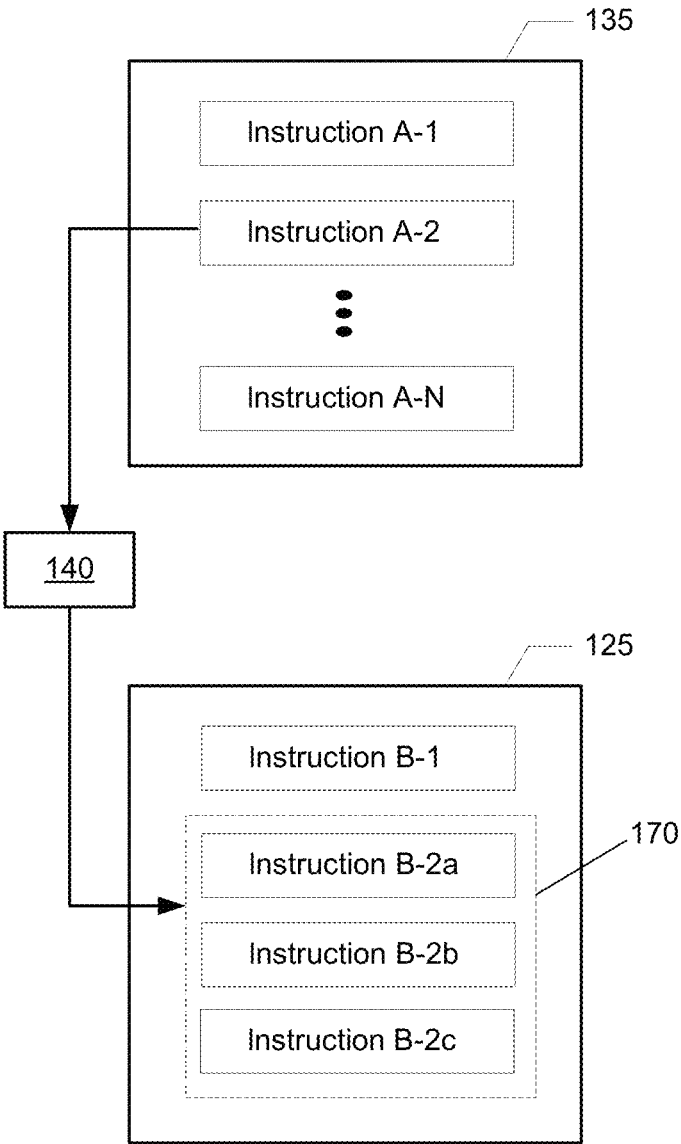 135
Instruction A-1
Instruction A-2
Instruction A-N
140
125
Instruction B-1
170
Instruction B-2a
Instruction B-2b
Instruction B-2c